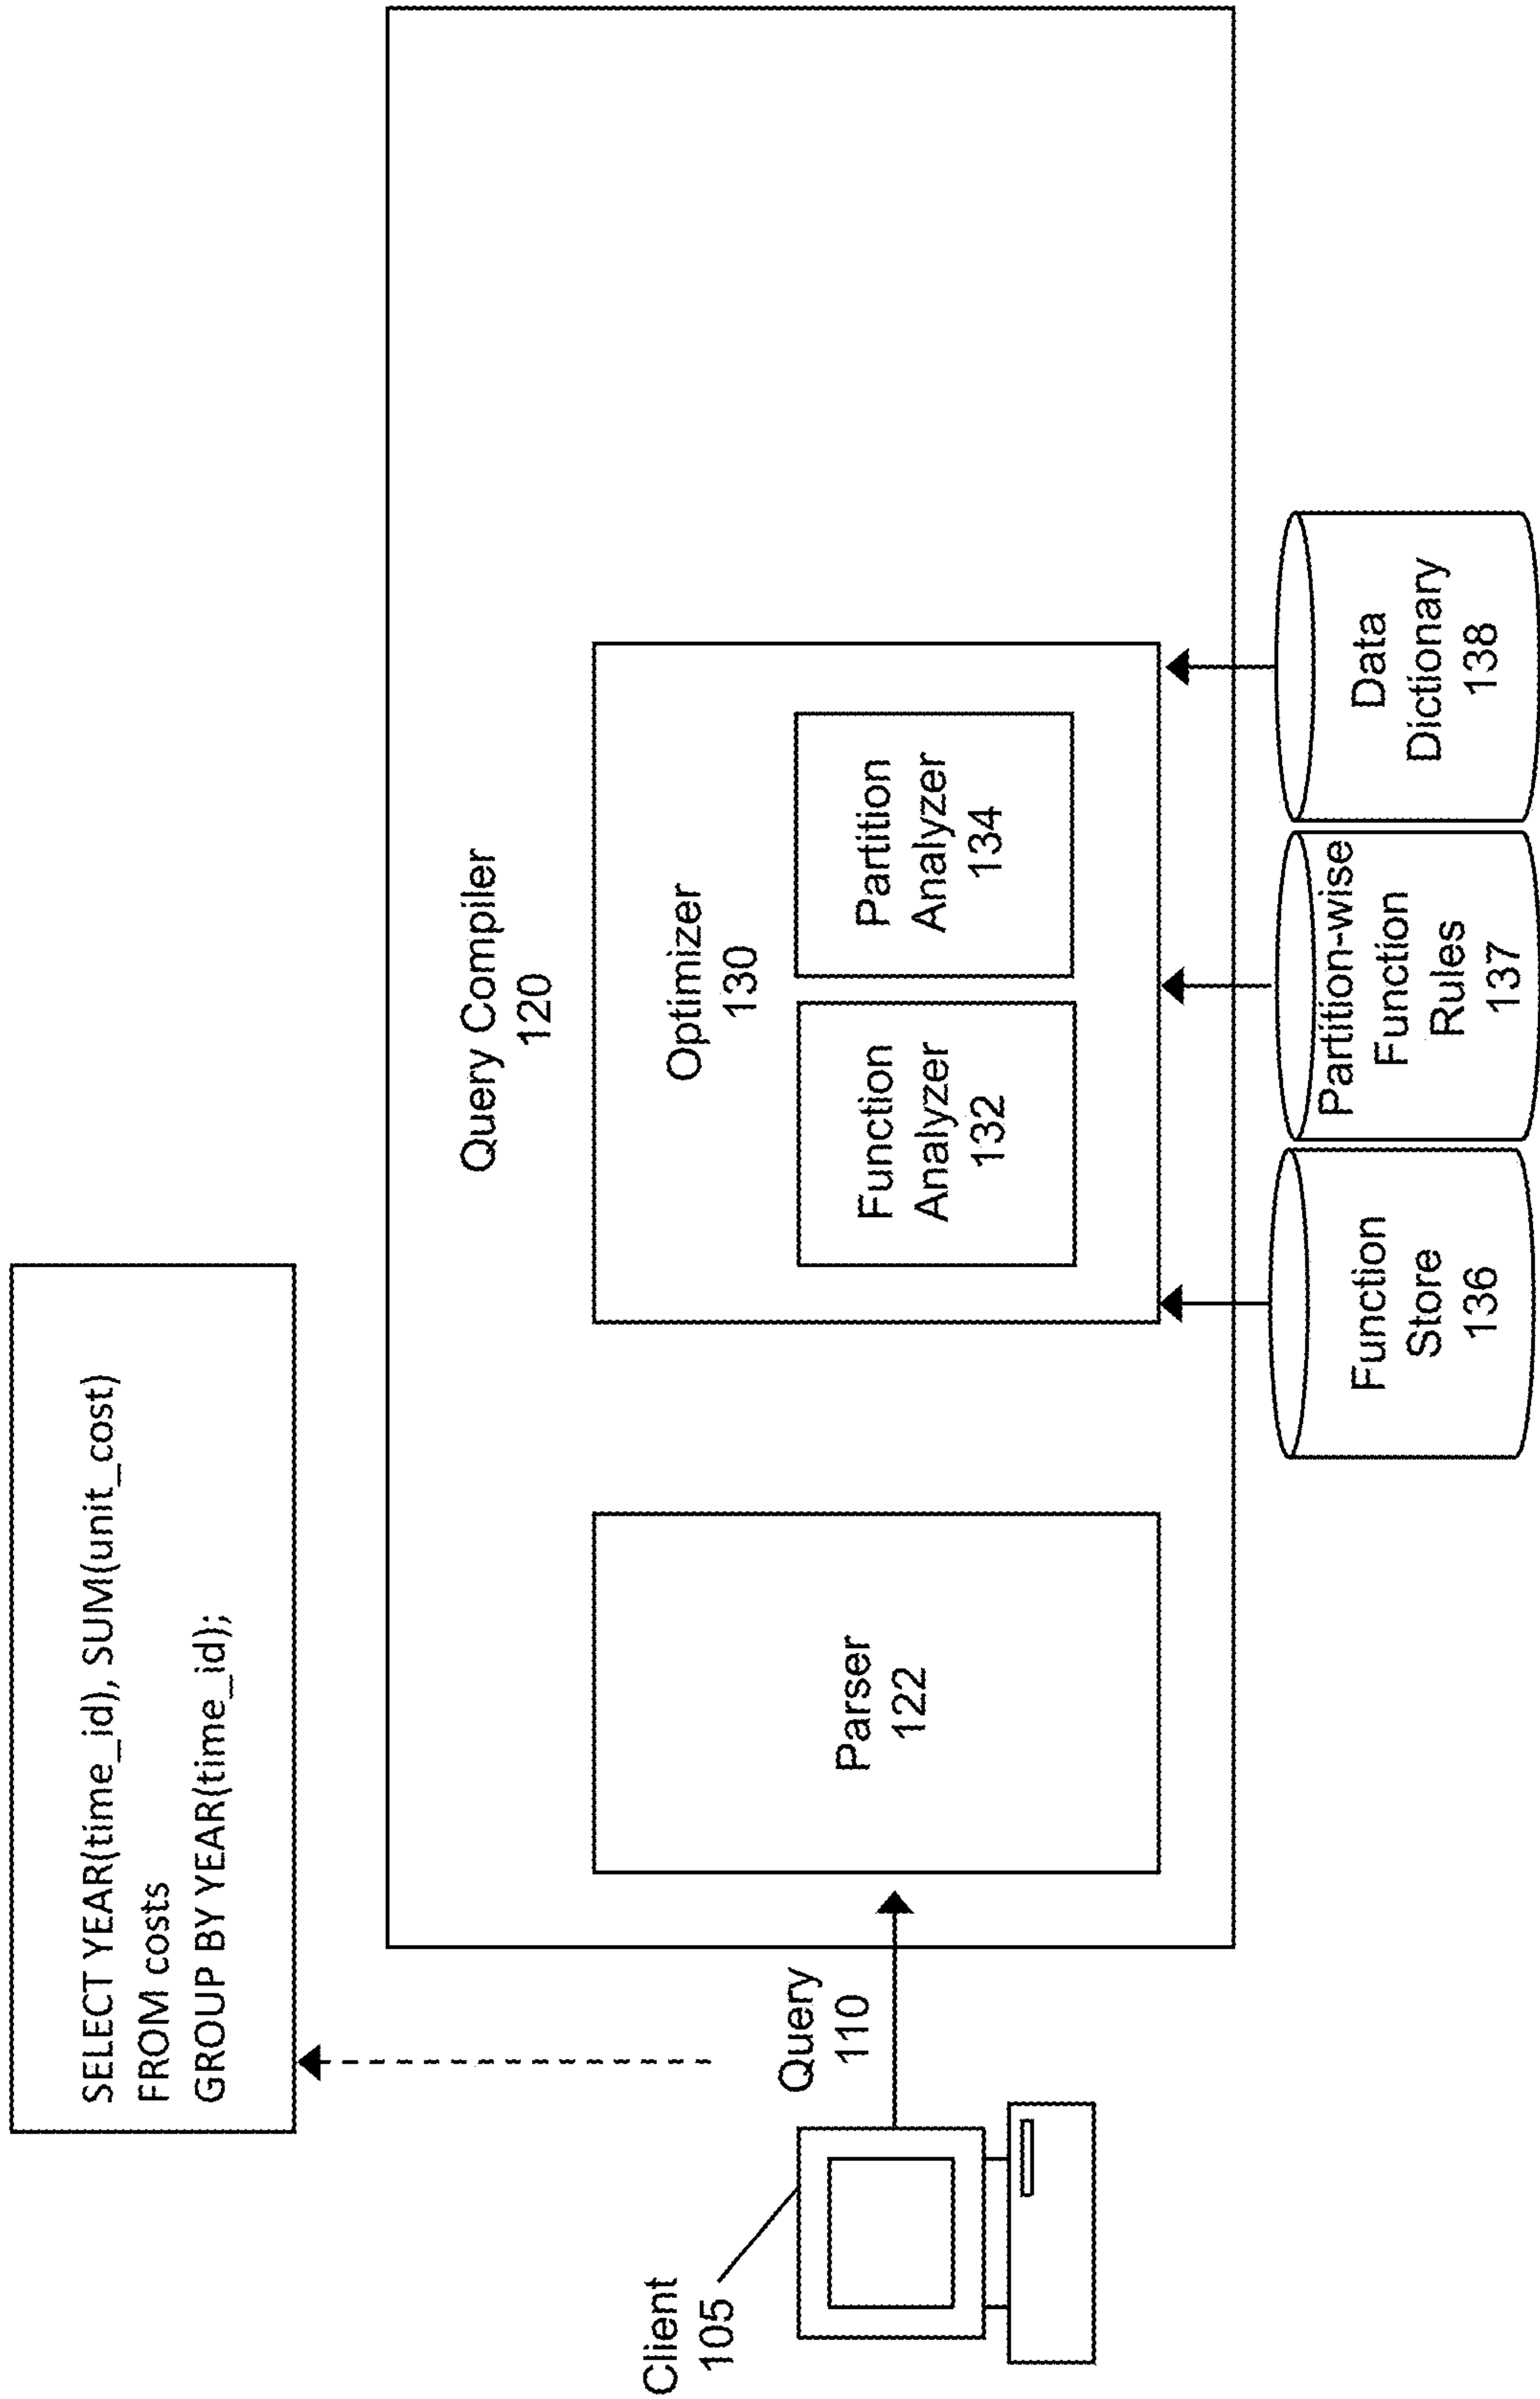 SELECT YEAR(time_id), SUM(unit_cost)
FROM costs
GROUP BY YEAR(time_id);
Client
105
Query
110
Query Compiler
120
Parser
122
Optimizer
130
Function
Analyzer
132
Partition
Analyzer
134
Function
Store
136
Partition-wise
Function
Rules
137
Data
Dictionary
138